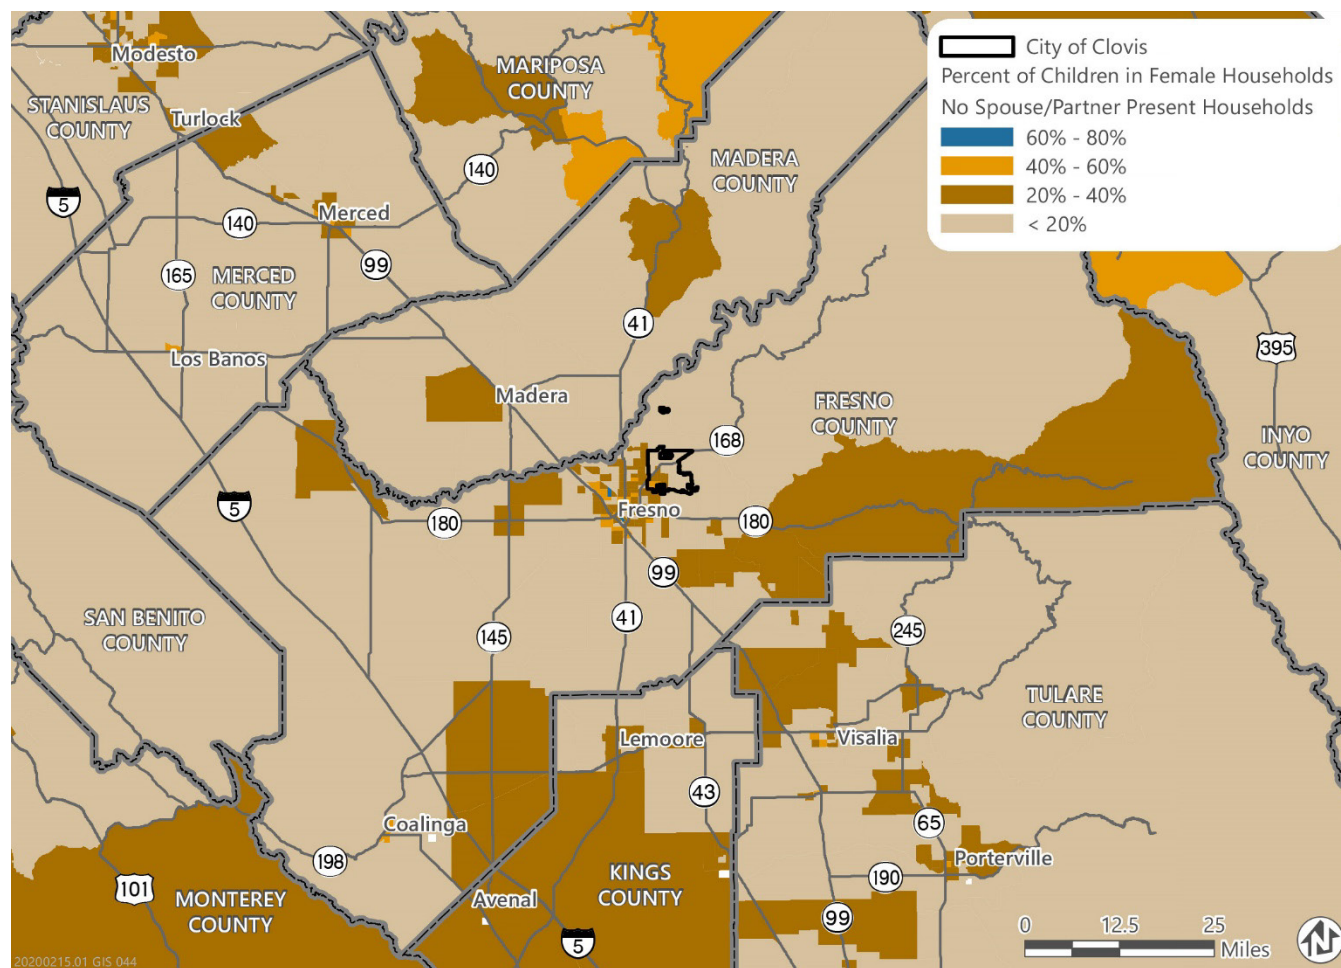 City of Clovis
Percent of Children in Female Households
No Spouse/Partner Present Households
60% - 80%
40% - 60%
20% - 40%
< 20%
Modesto
MARIPOSA
COUNTY
STANISLAUS
COUNTY
Turlock
MADERA
COUNTY
140
5
Merced
140
99
165
MERCED
COUNTY
41
Los Banos
395
Madera
FRESNO
COUNTY
168
INYO
COUNTY
5
180
Fresno
180
99
SAN BENITO
COUNTY
41
145
245
TULARE
COUNTY
Lemoore
Visalia
43
Coalinga
65
198
Porterville
101
MONTEREY
COUNTY
KINGS
COUNTY
190
Avenal
99
5
0 12.5 25
Miles
N
20200215.01 GIS 044